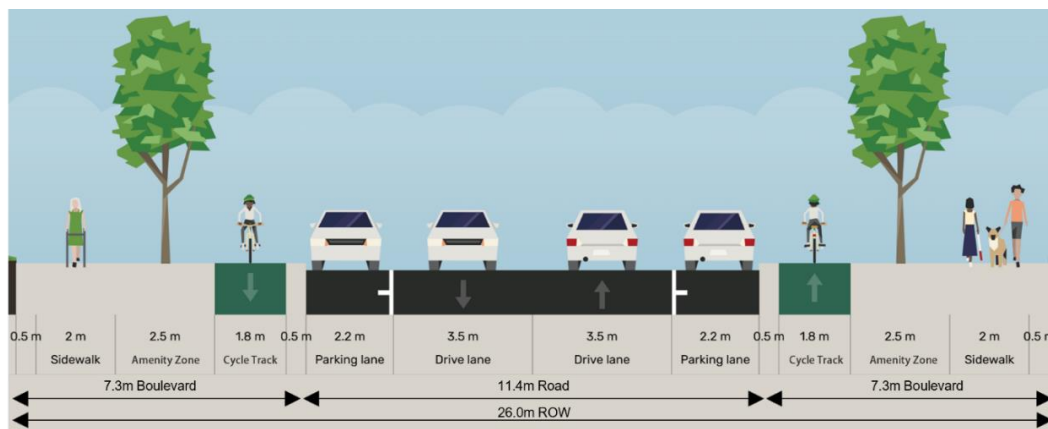 0.5 m 2 m 2.5 m 1.8 m 0.5 m 2.2 m 3.5 m 3.5 m 2.2 m 0.5 m 1.8 m 2.5 m 2 m 0.5 m
Sidewalk Amenity Zone Cycle Track Parking lane Drive lane Drive lane Parking lane Cycle Track Amenity Zone Sidewalk
7.3m Boulevard 11.4m Road 7.3m Boulevard
26.0m ROW